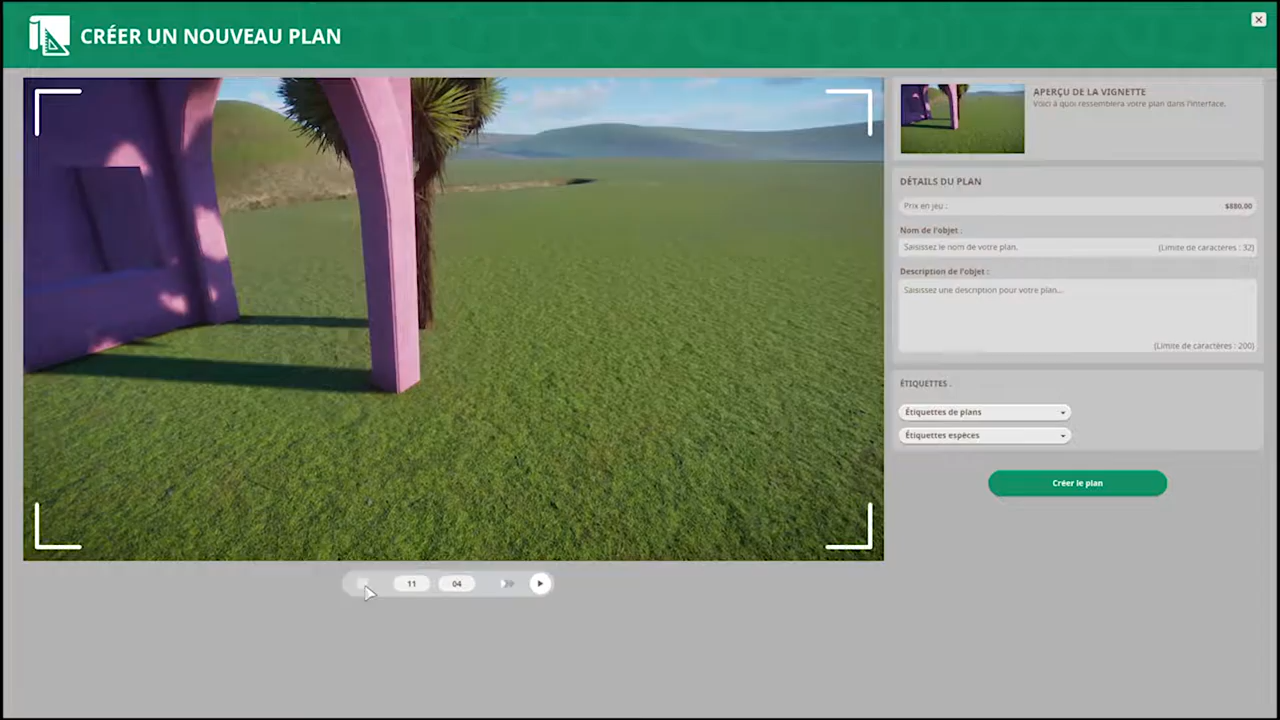 CRÉER UN NOUVEAU PLAN
APERÇU DE LA VIGNETTE
Voici à quoi ressemblera votre plan dans l'interface.
DÉTAILS DU PLAN
Prix en jeu :
$880,00
Nom de l'objet :
Saisissez le nom de votre plan.
(Limite de caractères : 32)
Description de l'objet :
Saisissez une description pour votre plan...
(Limite de caractères : 200)
ÉTIQUETTES :
Étiquettes de plans
Étiquettes espèces
Créer le plan
11
04